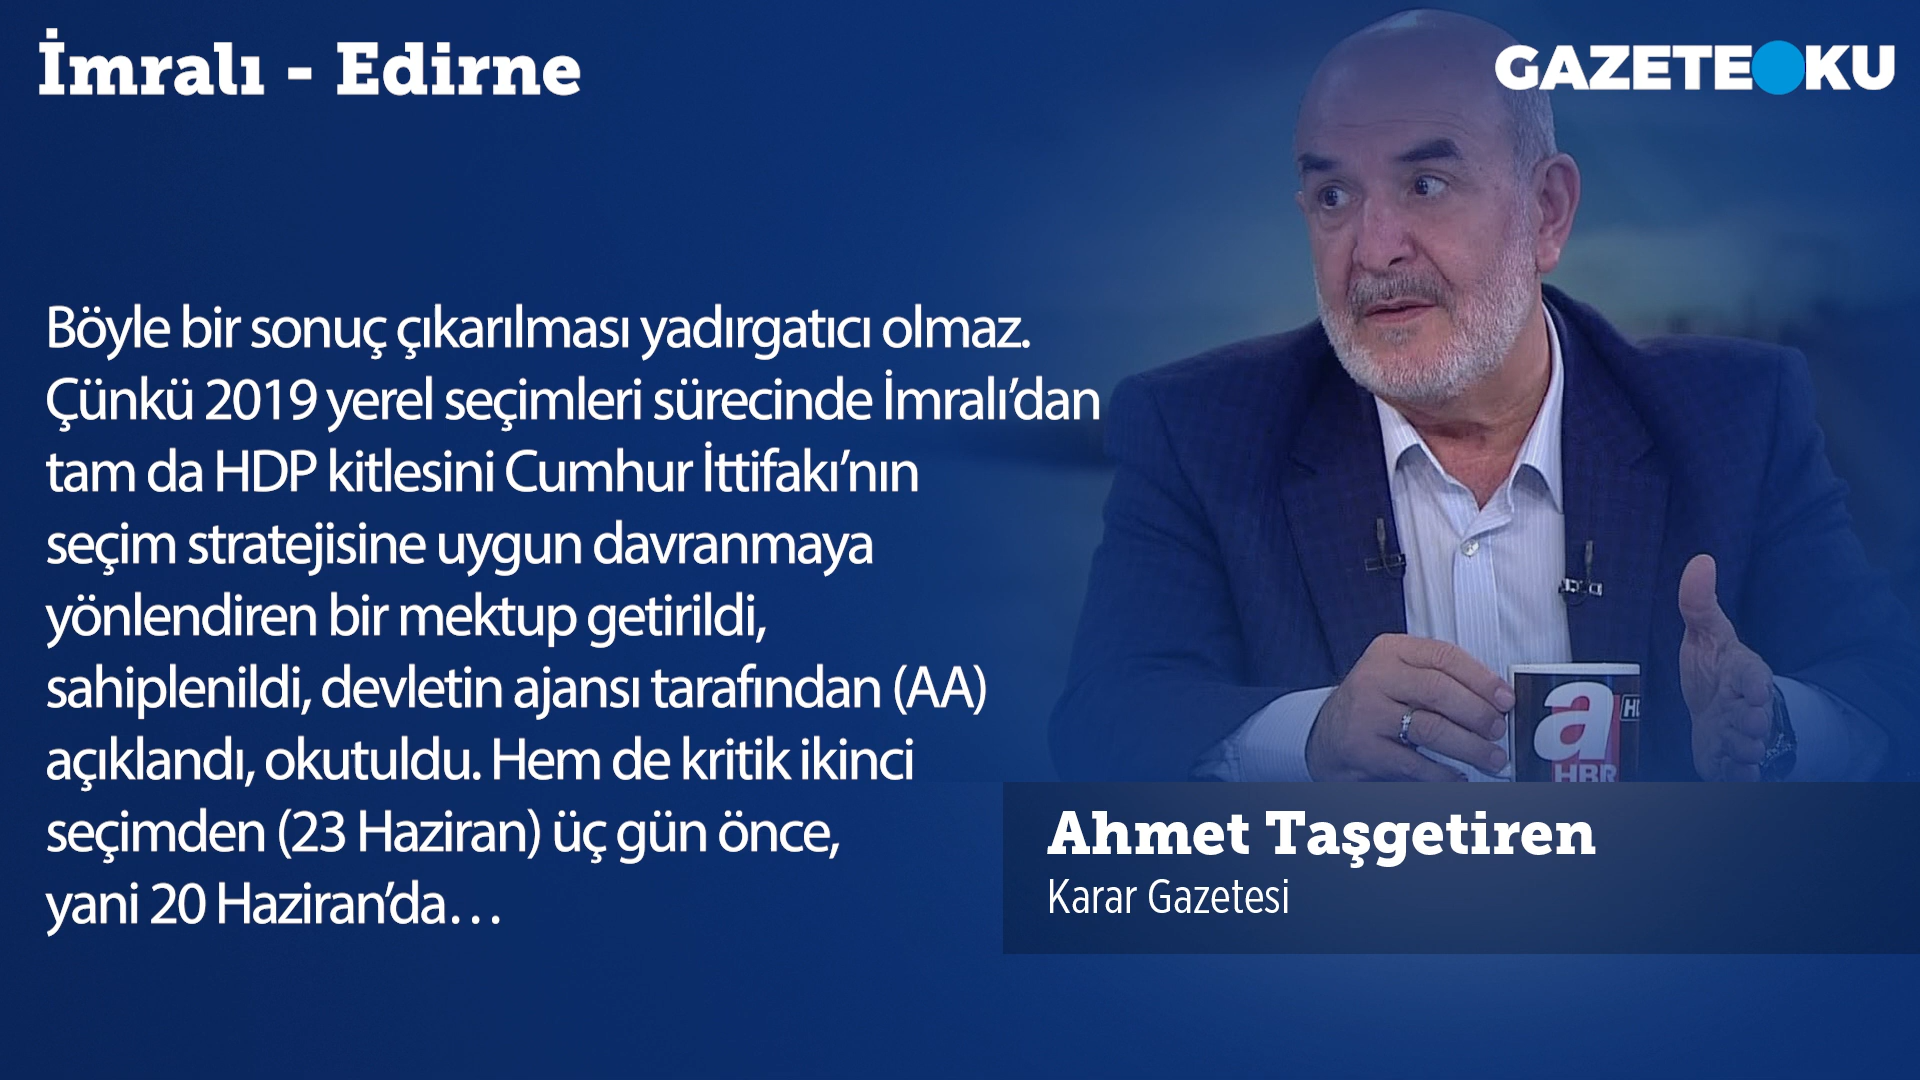 İmralı - Edirne
GAZETEOKU
Böyle bir sonuç çıkarılması yadırgatıcı olmaz.
Çünkü 2019 yerel seçimleri sürecinde İmralı’dan
tam da HDP kitlesini Cumhur İttifakı’nın
seçim stratejisine uygun davranmaya
yönlendiren bir mektup getirildi,
sahiplenildi, devletin ajansı tarafından (AA)
açıklandı, okutuldu. Hem de kritik ikinci
seçimden (23 Haziran) üç gün önce,
yani 20 Haziran’da…
a
HBR
Ahmet Taşgetiren
Karar Gazetesi